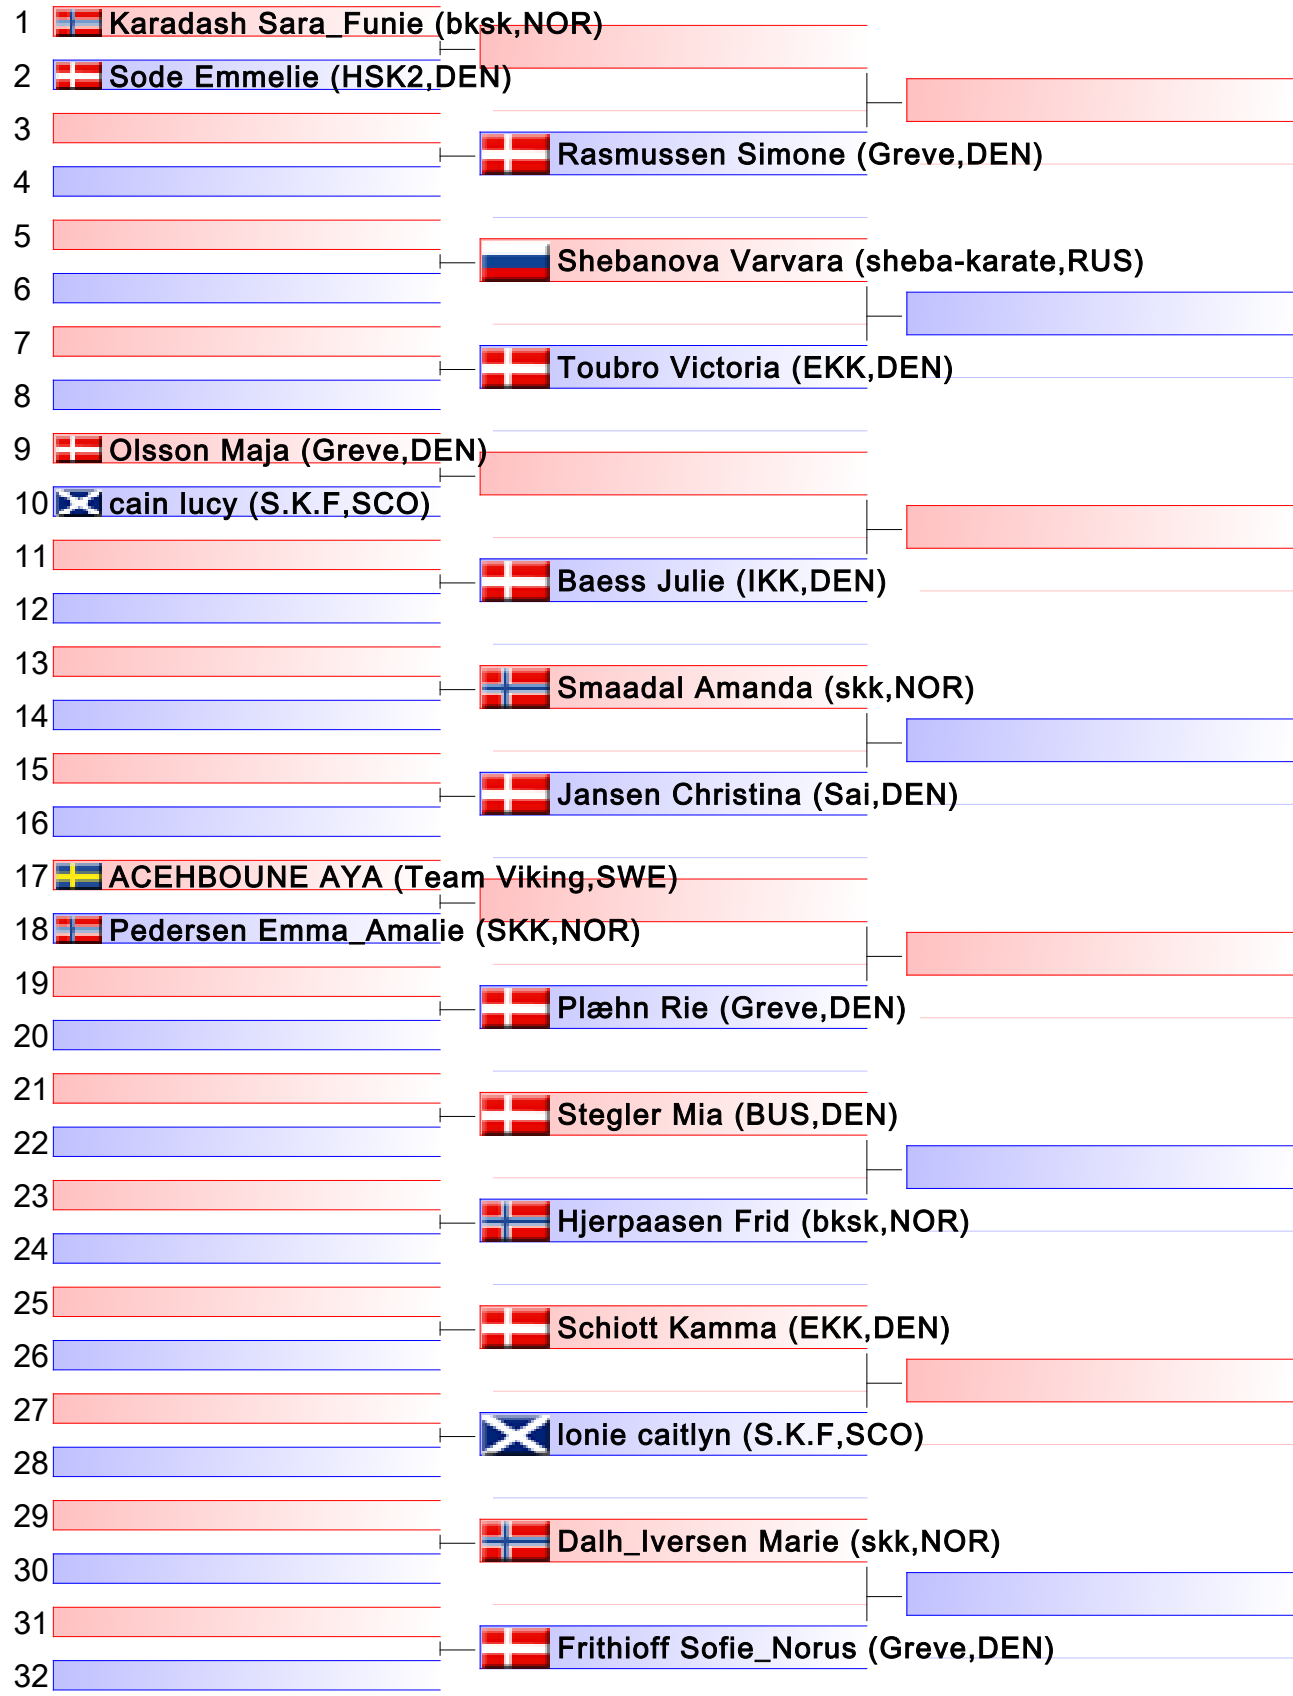 1 Karadash Sara_Funie (bksk,NOR)
2 Sode Emmelie (HSK2,DEN)
3
Rasmussen Simone (Greve,DEN)
4
5
Shebanova Varvara (sheba-karate,RUS)
6
7
Toubro Victoria (EKK,DEN)
8
9 Olsson Maja (Greve,DEN)
10 cain lucy (S.K.F,SCO)
11
Baess Julie (IKK,DEN)
12
13
Smaadal Amanda (skk,NOR)
14
15
Jansen Christina (Sai,DEN)
16
17 ACEHBOUNE AYA (Team Viking,SWE)
18 Pedersen Emma_Amalie (SKK,NOR)
19
Plæhn Rie (Greve,DEN)
20
21
Stegler Mia (BUS,DEN)
22
23
Hjerpaasen Frid (bksk,NOR)
24
25
Schiott Kamma (EKK,DEN)
26
27
lonie caitlyn (S.K.F,SCO)
28
29
Dalh_Iversen Marie (skk,NOR)
30
31
Frithioff Sofie_Norus (Greve,DEN)
32